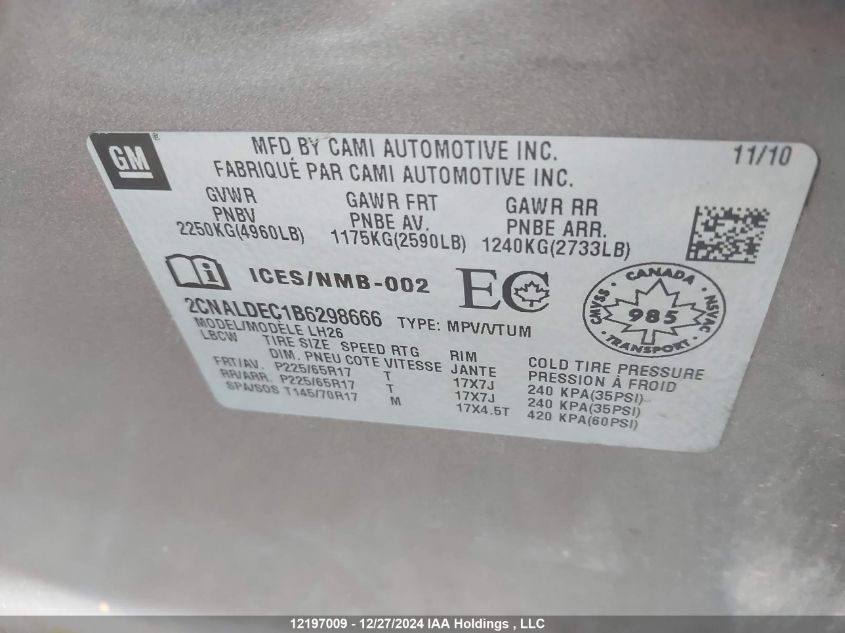 GM
MFD BY CAMI AUTOMOTIVE INC. 11/10
FABRIQUÉ PAR CAMI AUTOMOTIVE INC.
GVWR GAWR FRT GAWR RR
PNBV PNBE AV. PNBE ARR.
2250KG(4960LB) 1175KG(2590LB) 1240KG(2733LB)
ICES/NMB-002 EC
CANADA
CMVSS 985 NSVAC
TRANSPORT
2CNALDEC1B6298666 TYPE: MPV/VTUM
MODEL/MODÈLE LH26
LBCW TIRE SIZE SPEED RTG RIM COLD TIRE PRESSURE
DIM. PNEU COTE VITESSE JANTE PRESSION À FROID
FRT/AV. P225/65R17 T 17X7J 240 KPA(35PSI)
RR/ARR. P225/65R17 T 17X7J 240 KPA(35PSI)
SPA/SOS T145/70R17 M 17X4.5T 420 KPA(60PSI)
12197009 - 12/27/2024 IAA Holdings , LLC